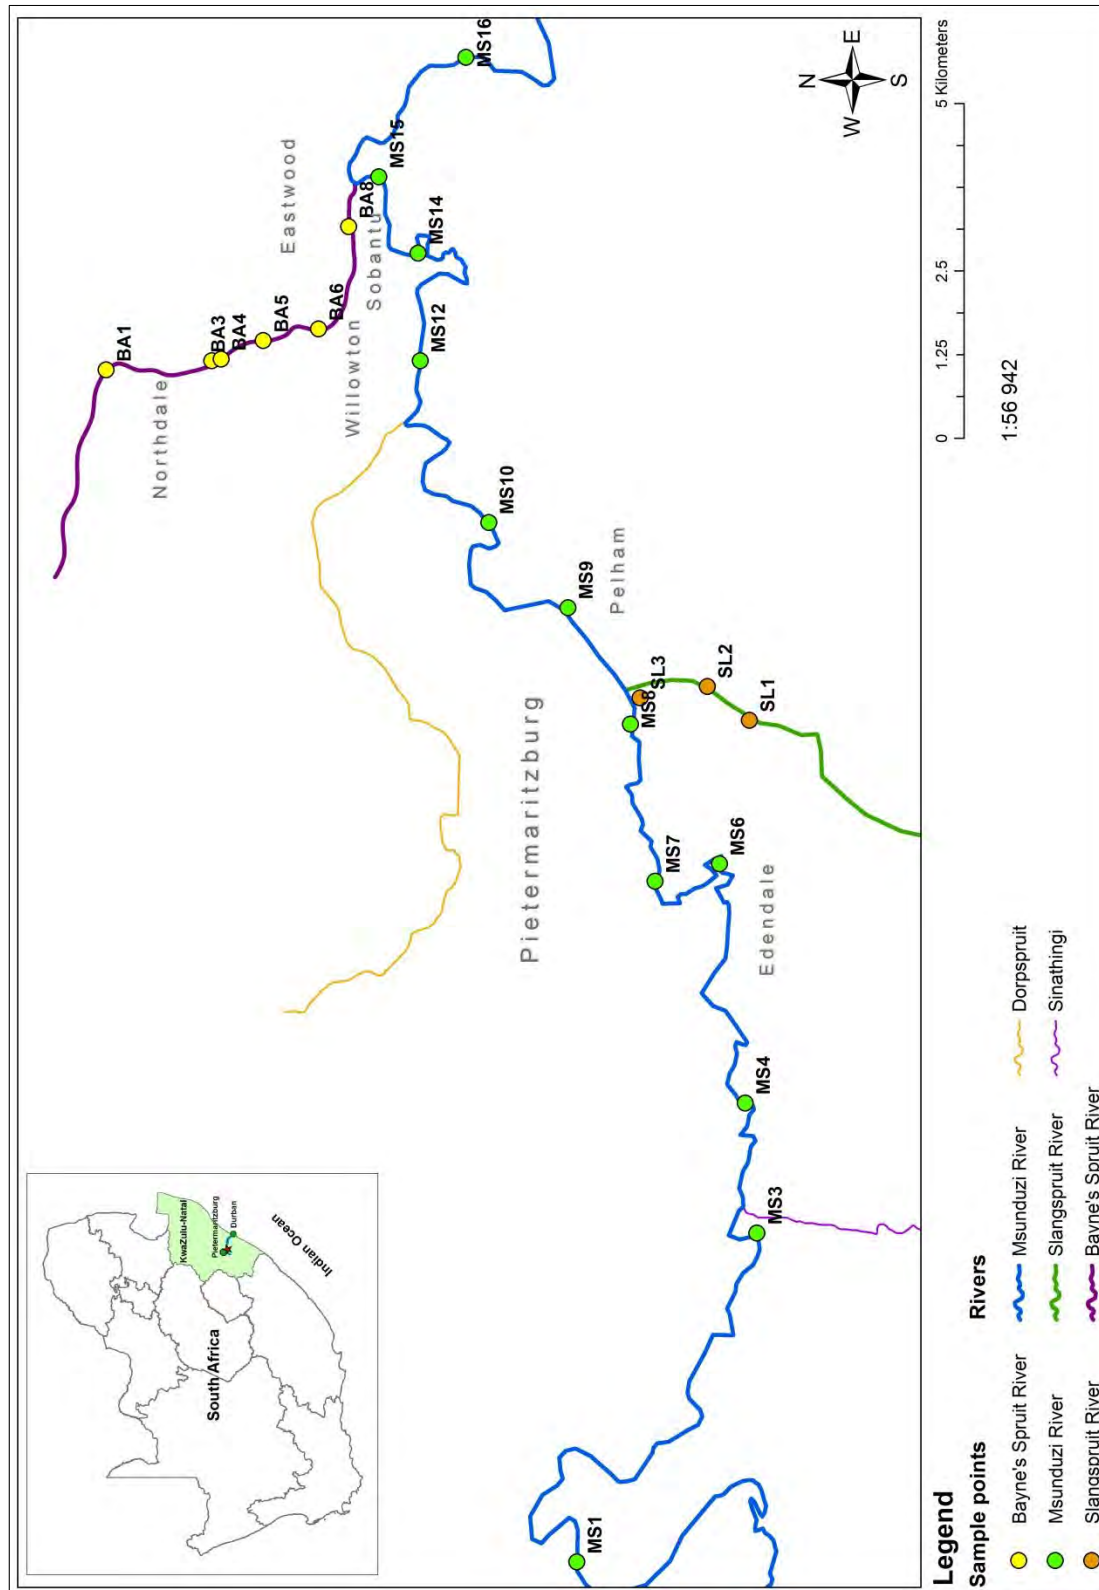 South Africa
KwaZulu-Natal
Pietermaritzburg
Durban
Indian Ocean
BA1
Northdale
BA3
BA4
BA5
BA6
Eastwood
BA8
Willowton
Sobantu
MS15
MS14
MS12
MS16
MS10
MS9
Pelham
Pietermaritzburg
SL3
MS8
SL2
SL1
MS7
MS6
Edendale
MS4
MS3
MS1
N
W E
S
0 1.25 2.5 5 Kilometers
1:56 942
Legend
Sample points
Bayne's Spruit River
Msunduzi River
Slangspruit River
Rivers
Msunduzi River
Slangspruit River
Bayne's Spruit River
Dorpspruit
Sinathingi